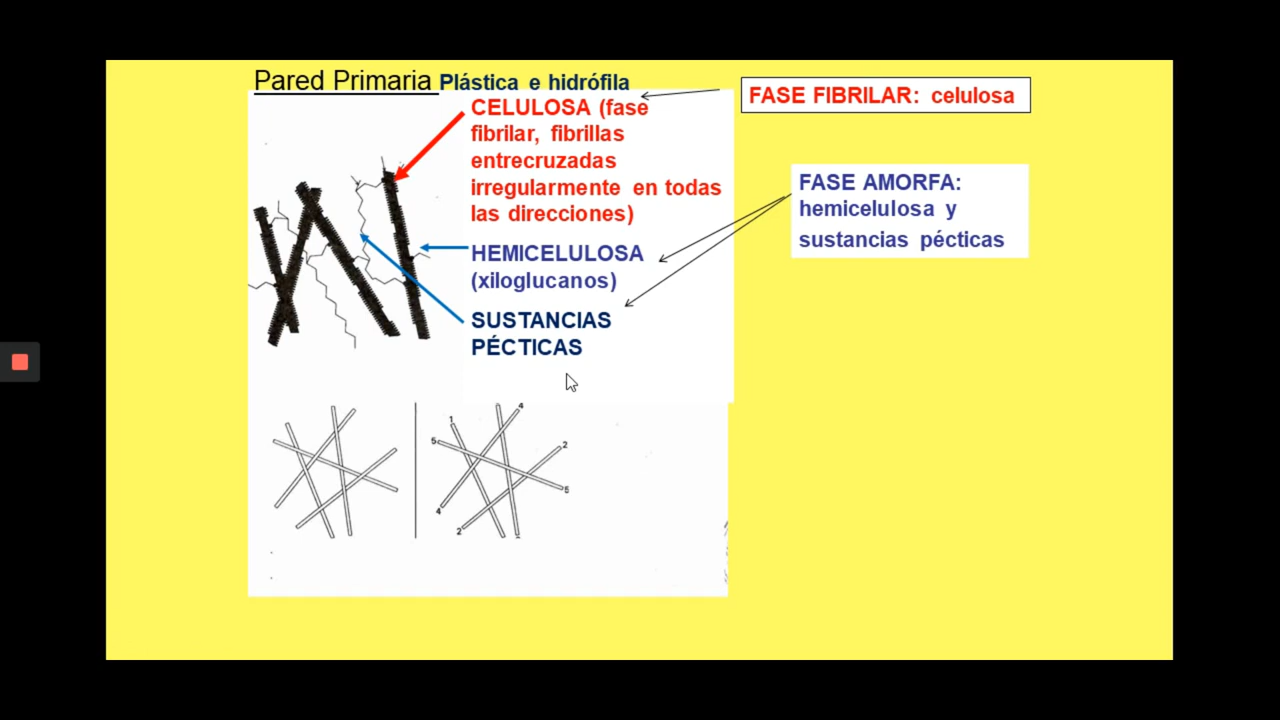 Pared Primaria Plástica e hidrófila
FASE FIBRILAR: celulosa
CELULOSA (fase
fibrilar, fibrillas
entrecruzadas
irregularmente en todas
las direcciones)
FASE AMORFA:
hemicelulosa y
sustancias pécticas
HEMICELULOSA
(xiloglucanos)
SUSTANCIAS
PÉCTICAS
4
1
5
2
5
4
2